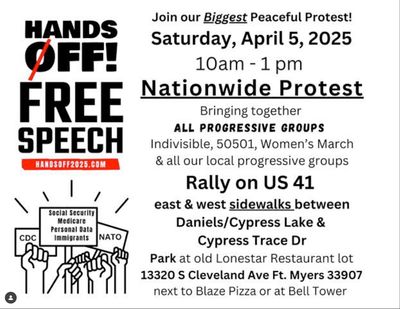 HANDS
OFF!
FREE
SPEECH
HANDSOFF2025.COM
Social Security
Medicare
Personal Data
Immigrants
CDC
NATO
Join our Biggest Peaceful Protest!
Saturday, April 5, 2025
10am - 1 pm
Nationwide Protest
Bringing together
ALL PROGRESSIVE GROUPS
Indivisible, 50501, Women's March
& all our local progressive groups
Rally on US 41
east & west sidewalks between
Daniels/Cypress Lake &
Cypress Trace Dr
Park at old Lonestar Restaurant lot
13320 S Cleveland Ave Ft. Myers 33907
next to Blaze Pizza or at Bell Tower